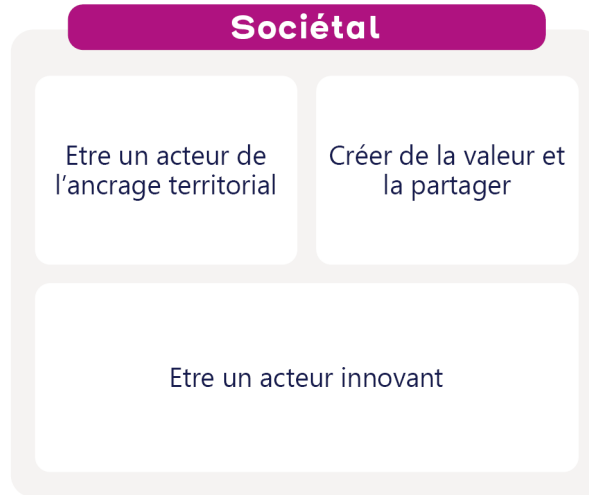 Sociétal
Etre un acteur de
l'ancrage territorial
Créer de la valeur et
la partager
Etre un acteur innovant